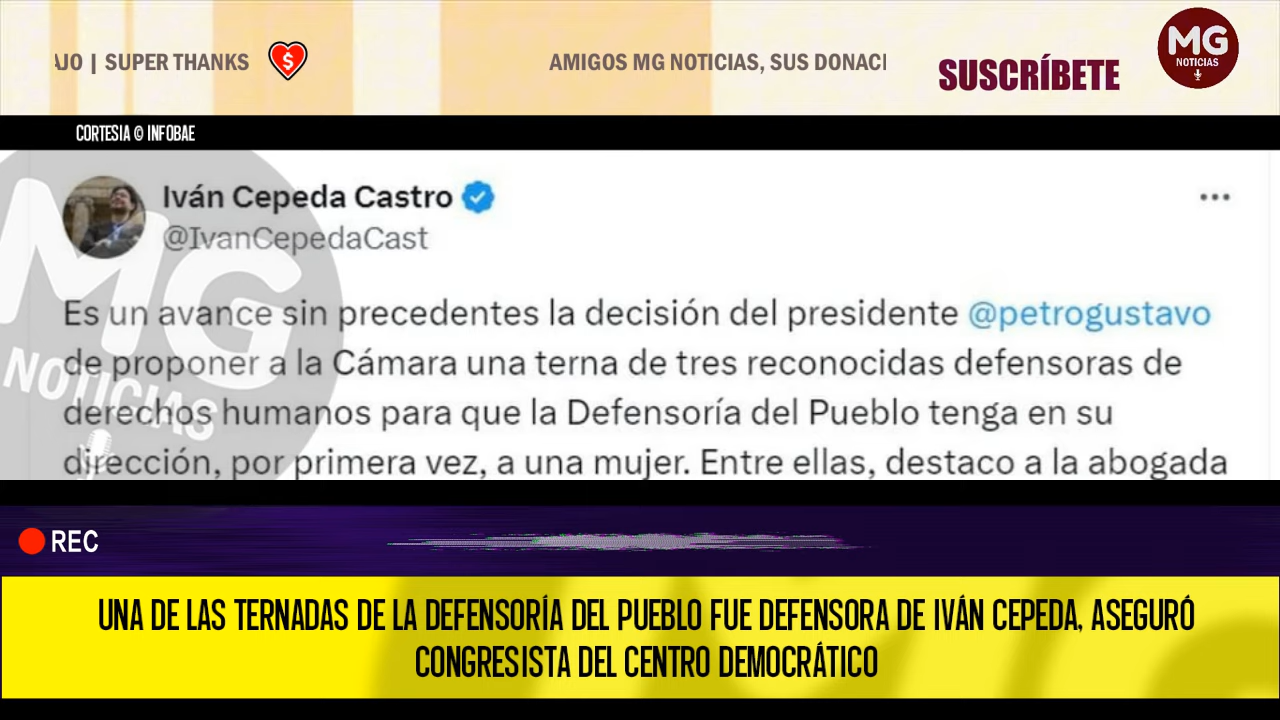 JO | SUPER THANKS
AMIGOS MG NOTICIAS, SUS DONACI
SUSCRÍBETE
MG
NOTICIAS
CORTESIA © INFOBAE
Iván Cepeda Castro
@IvanCepedaCast
Es un avance sin precedentes la decisión del presidente @petrogustavo
de proponer a la Cámara una terna de tres reconocidas defensoras de
derechos humanos para que la Defensoría del Pueblo tenga en su
dirección, por primera vez, a una mujer. Entre ellas, destaco a la abogada
MG
NOTICIAS
REC
UNA DE LAS TERNADAS DE LA DEFENSORÍA DEL PUEBLO FUE DEFENSORA DE IVÁN CEPEDA, ASEGURÓ
CONGRESISTA DEL CENTRO DEMOCRÁTICO